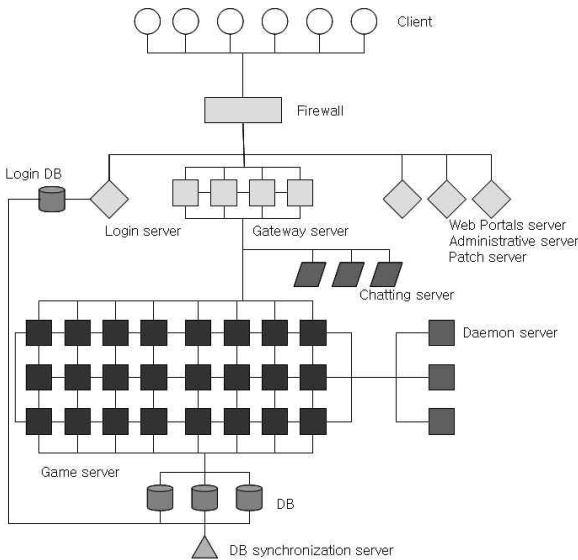 Client
Firewall
Login DB
Login server
Gateway server
Web Portals server
Administrative server
Patch server
Chatting server
Daemon server
Game server
DB
DB synchronization server